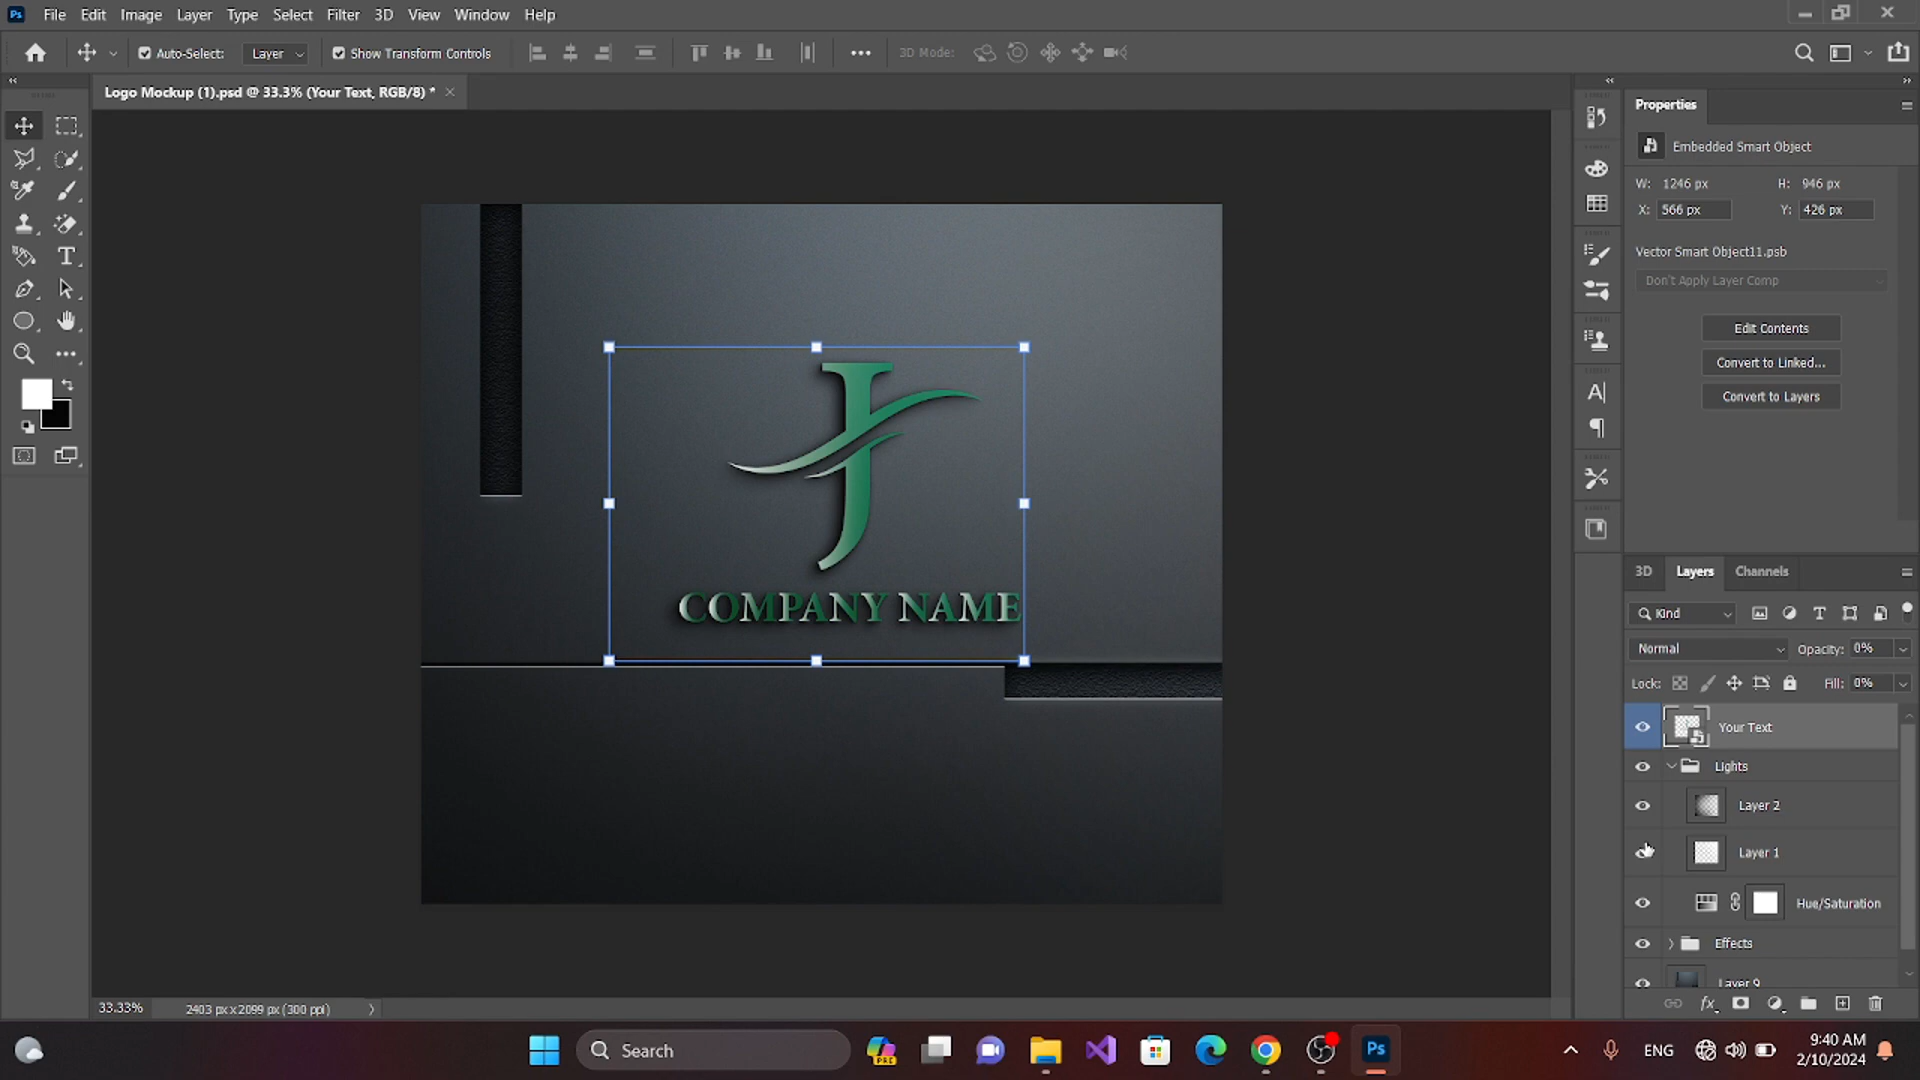 Ps File Edit Image Layer Type Select Filter 3D View Window Help
Auto-Select: Layer Show Transform Controls 3D Mode:
Logo Mockup (1).psd @ 33.3% (Your Text, RGB/8) *
Properties
Embedded Smart Object
W: 1246 px H: 946 px
X: 566 px Y: 426 px
Vector Smart Object11.psb
Don't Apply Layer Comp
Edit Contents
Convert to Linked...
Convert to Layers
J
COMPANY NAME
3D Layers Channels
Kind
Normal Opacity: 0%
Lock: Fill: 0%
Your Text
Lights
Layer 2
Layer 1
Hue/Saturation
Effects
Layer 9
33.33% 2403 px x 2099 px (300 ppi)
Search
PRE
Ps
ENG
9:40 AM
2/10/2024